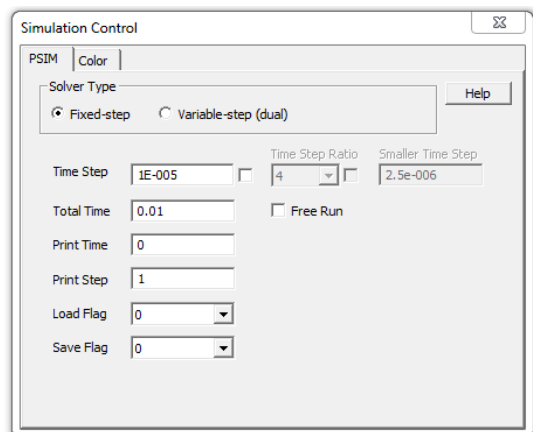 Simulation Control
PSIM Color
Solver Type
Fixed-step Variable-step (dual)
Help
Time Step Ratio Smaller Time Step
Time Step 1E-005 4 2.5e-006
Total Time 0.01 Free Run
Print Time 0
Print Step 1
Load Flag 0
Save Flag 0